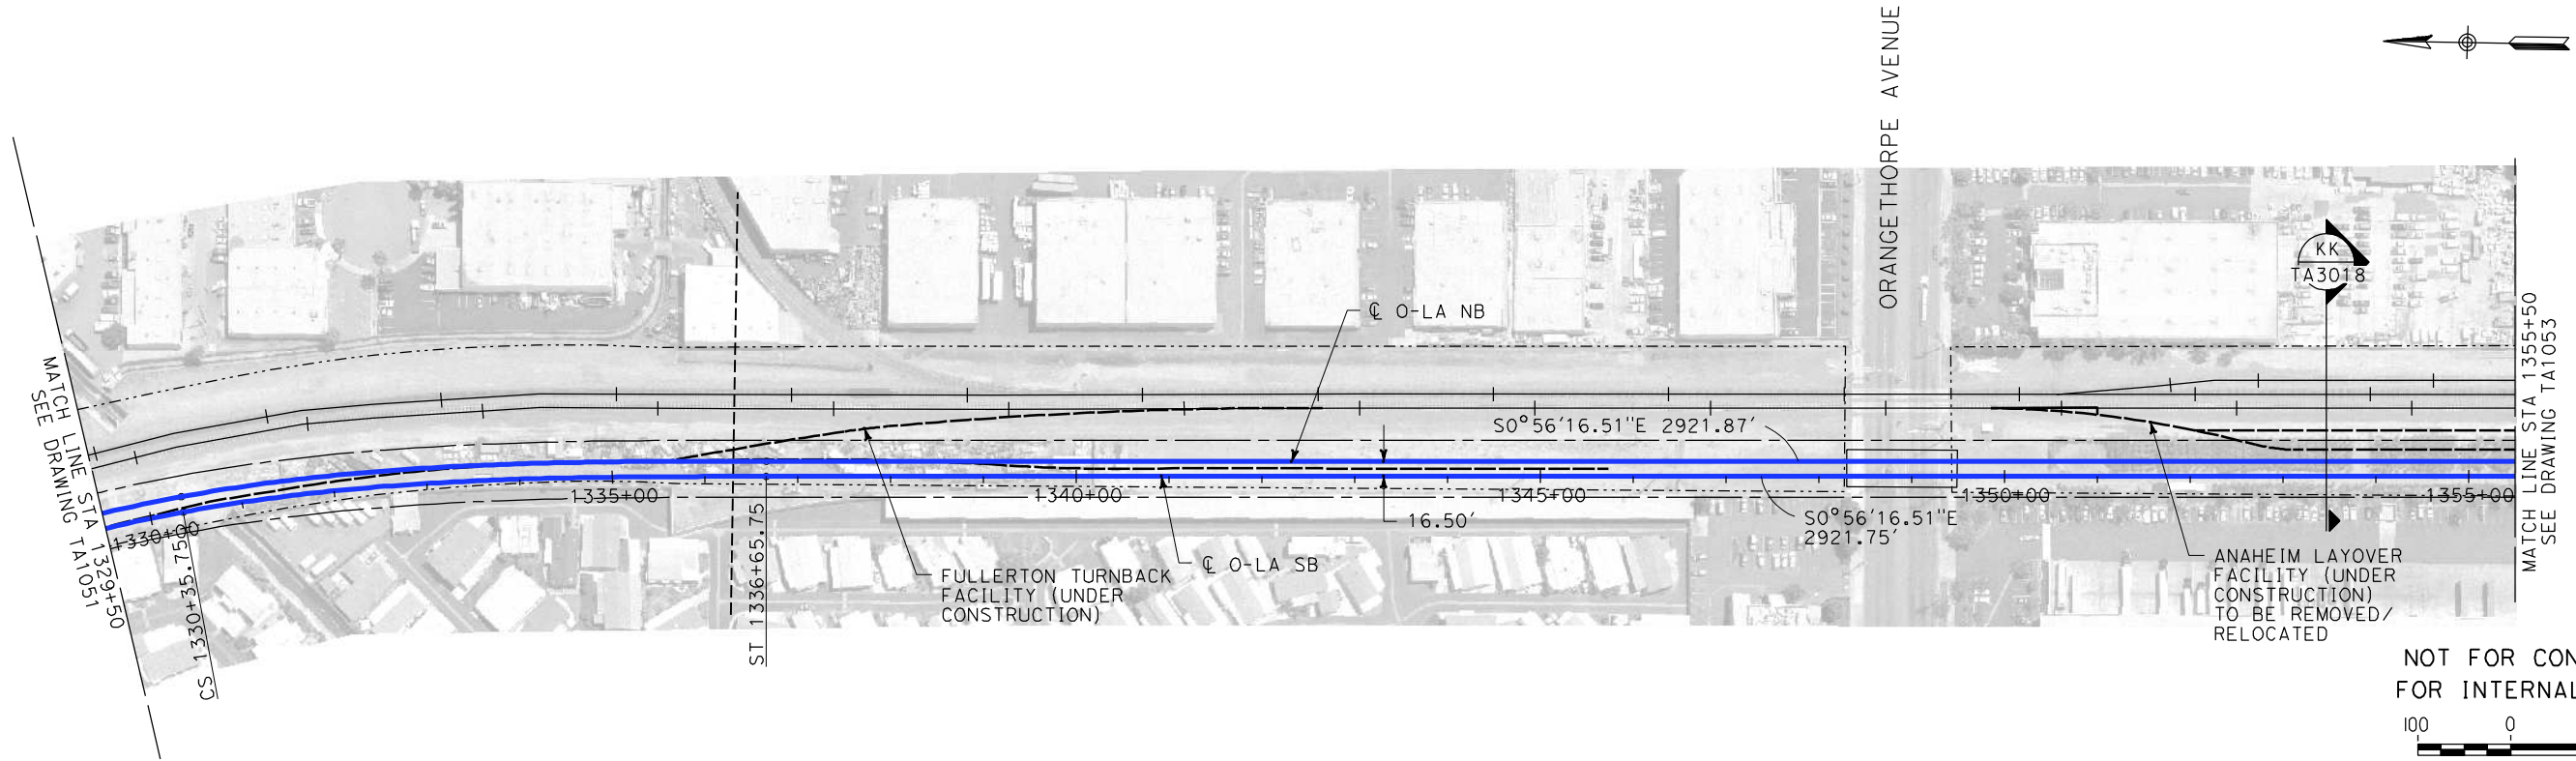 ORANGETHORPE AVENUE
KK
TA3018
MATCH LINE STA 1355+50
SEE DRAWING TA1053
℄ O-LA NB
MATCH LINE STA 1329+50
SEE DRAWING TA1051
S0°56'16.51"E 2921.87'
1330+00
1335+00
1340+00
1345+00
1350+00
1355+00
CS 1330+35.75
ST 1336+65.75
16.50'
S0°56'16.51"E
2921.75'
℄ O-LA SB
FULLERTON TURNBACK
FACILITY (UNDER
CONSTRUCTION)
ANAHEIM LAYOVER
FACILITY (UNDER
CONSTRUCTION)
TO BE REMOVED/
RELOCATED
NOT FOR CON
FOR INTERNAL
100 0